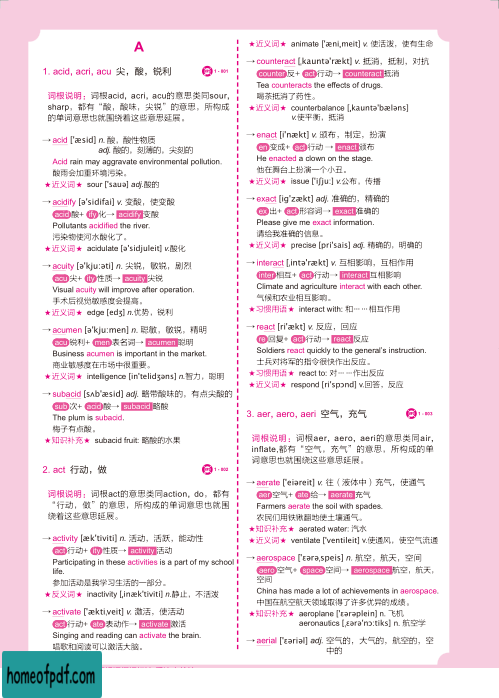 A
1. acid, acri, acu 尖，酸，锐利
1 - 001
词根说明：词根acid, acri, acu的意思类同sour,
sharp，都有“酸，酸味，尖锐”的意思，所构成
的单词意思也就围绕着这些意思延展。
→ acid ['æsid] n. 酸，酸性物质
adj. 酸的，刻薄的，尖刻的
Acid rain may aggravate environmental pollution.
酸雨会加重环境污染。
★近义词★ sour ['sauə] adj.酸的
→ acidify [ə'sidifai] v. 变酸，使变酸
acid酸+ ify化→ acidify变酸
Pollutants acidified the river.
污染物使河水酸化了。
★近义词★ acidulate [ə'sidjuleit] v.酸化
→ acuity [ə'kju:əti] n. 尖锐，敏锐，剧烈
acu尖+ ity性质→ acuity尖锐
Visual acuity will improve after operation.
手术后视觉敏感度会提高。
★近义词★ edge [edʒ] n.优势，锐利
→ acumen [ə'kju:men] n. 聪敏，敏锐，精明
acu锐利+ men表名词→ acumen聪明
Business acumen is important in the market.
商业敏感度在市场中很重要。
★近义词★ intelligence [in'telidʒəns] n.智力，聪明
→ subacid [sʌb'æsid] adj. 略带酸味的，有点尖酸的
sub次+ acid酸→ subacid略酸
The plum is subacid.
梅子有点酸。
★知识补充★ subacid fruit: 略酸的水果
2. act 行动，做
1 - 002
词根说明：词根act的意思类同action, do，都有
“行动，做”的意思，所构成的单词意思也就围
绕着这些意思延展。
→ activity [æk'tiviti] n. 活动，活跃，能动性
act行动+ ity性质→ activity活动
Participating in these activities is a part of my school
life.
参加活动是我学习生活的一部分。
★反义词★ inactivity [,inæk'tiviti] n.静止，不活泼
→ activate ['ækti,veit] v. 激活，使活动
act行动+ ate表动作→ activate激活
Singing and reading can activate the brain.
唱歌和阅读可以激活大脑。
★近义词★ animate ['æni,meit] v. 使活泼，使有生命
→ counteract [,kauntə'rækt] v. 抵消，抵制，对抗
counter反+ act行动→ counteract抵消
Tea counteracts the effects of drugs.
喝茶抵消了药性。
★近义词★ counterbalance [,kauntə'bæləns]
v.使平衡，抵消
→ enact [i'nækt] v. 颁布，制定，扮演
en变成+ act行动 → enact颁布
He enacted a clown on the stage.
他在舞台上扮演一个小丑。
★近义词★ issue ['iʃju:] v.公布，传播
→ exact [ig'zækt] adj. 准确的，精确的
ex出+ act形容词→ exact准确的
Please give me exact information.
请给我准确的信息。
★近义词★ precise [pri'sais] adj. 精确的，明确的
→ interact [,intə'rækt] v. 互相影响，互相作用
inter相互+ act行动→ interact互相影响
Climate and agriculture interact with each other.
气候和农业相互影响。
★习惯用语★ interact with: 和……相互作用
→ react [ri'ækt] v. 反应，回应
re回复+ act行动→ react反应
Soldiers react quickly to the general's instruction.
士兵对将军的指令很快作出反应。
★习惯用语★ react to: 对……作出反应
★近义词★ respond [ri'spɔnd] v.回答，反应
3. aer, aero, aeri 空气，充气
1 - 003
词根说明：词根aer, aero, aeri的意思类同air,
inflate,都有“空气，充气”的意思，所构成的单
词意思也就围绕着这些意思延展。
→ aerate ['eiəreit] v. 往（液体中）充气，使通气
aer空气+ ate给→ aerate充气
Farmers aerate the soil with spades.
农民们用铁锹翻地使土壤通气。
★知识补充★ aerated water: 汽水
★近义词★ ventilate ['ventileit] v.使通风，使空气流通
→ aerospace ['ɛərə,speis] n. 航空，航天，空间
aero空气+ space空间→ aerospace航空，航天，
空间
China has made a lot of achievements in aerospace.
中国在航空航天领域取得了许多优异的成绩。
★知识补充★ aeroplane ['ɛərəplein] n. 飞机
aeronautics [,ɛərə'nɔ:tiks] n. 航空学
→ aerial ['ɛəriəl] adj. 空气的，大气的，航空的，空
中的
homeofpdf.com